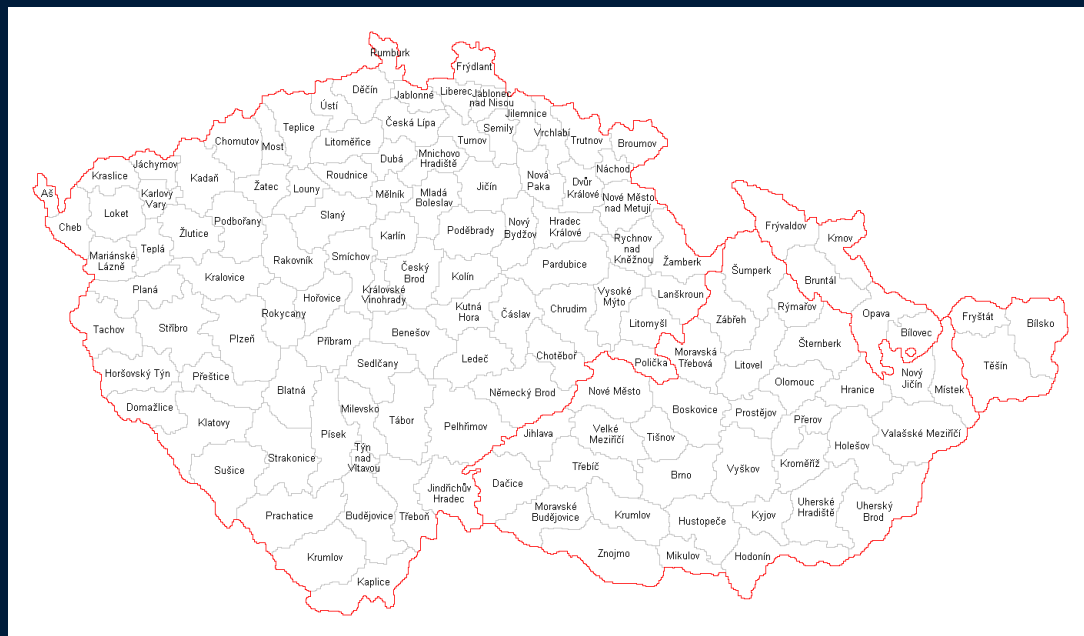 Rumburk
Frýdlant
Děčín
Jablonné
Liberec
Jablonec
nad Nisou
Ústí
Jilemnice
Teplice
Česká Lípa
Semily
Vrchlabí
Chomutov
Most
Litoměřice
Turnov
Trutnov
Broumov
Jáchymov
Dubá
Mnichovo
Hradiště
Kraslice
Kadaň
Roudnice
Náchod
Aš
Karlovy
Vary
Žatec
Louny
Mělník
Mladá
Boleslav
Jičín
Nová
Paka
Dvůr
Králové
Nové Město
nad Metují
Loket
Podbořany
Slaný
Cheb
Žlutice
Karlín
Poděbrady
Nový
Bydžov
Hradec
Králové
Frývaldov
Krnov
Mariánské
Lázně
Teplá
Rakovník
Smíchov
Rychnov
nad
Kněžnou
Žamberk
Kralovice
Český
Brod
Kolín
Pardubice
Šumperk
Planá
Hořovice
Královské
Vinohrady
Vysoké
Mýto
Lanškroun
Bruntál
Rokycany
Kutná
Hora
Čáslav
Chrudim
Rýmařov
Opava
Fryštát
Bílsko
Tachov
Stříbro
Plzeň
Příbram
Benešov
Litomyšl
Zábřeh
Bílovec
Šternberk
Horšovský Týn
Přeštice
Sedlčany
Ledeč
Chotěboř
Polička
Moravská
Třebová
Litovel
Nový
Jičín
Těšín
Blatná
Německý Brod
Nové Město
Olomouc
Hranice
Místek
Domažlice
Klatovy
Milevsko
Tábor
Pelhřimov
Boskovice
Prostějov
Přerov
Písek
Jihlava
Velké
Meziříčí
Tišnov
Holešov
Valašské Meziříčí
Sušice
Strakonice
Týn
nad
Vltavou
Třebíč
Brno
Vyškov
Kroměříž
Jindřichův
Hradec
Dačice
Prachatice
Budějovice
Třeboň
Moravské
Budějovice
Krumlov
Hustopeče
Kyjov
Uherské
Hradiště
Uherský
Brod
Krumlov
Kaplice
Znojmo
Mikulov
Hodonín